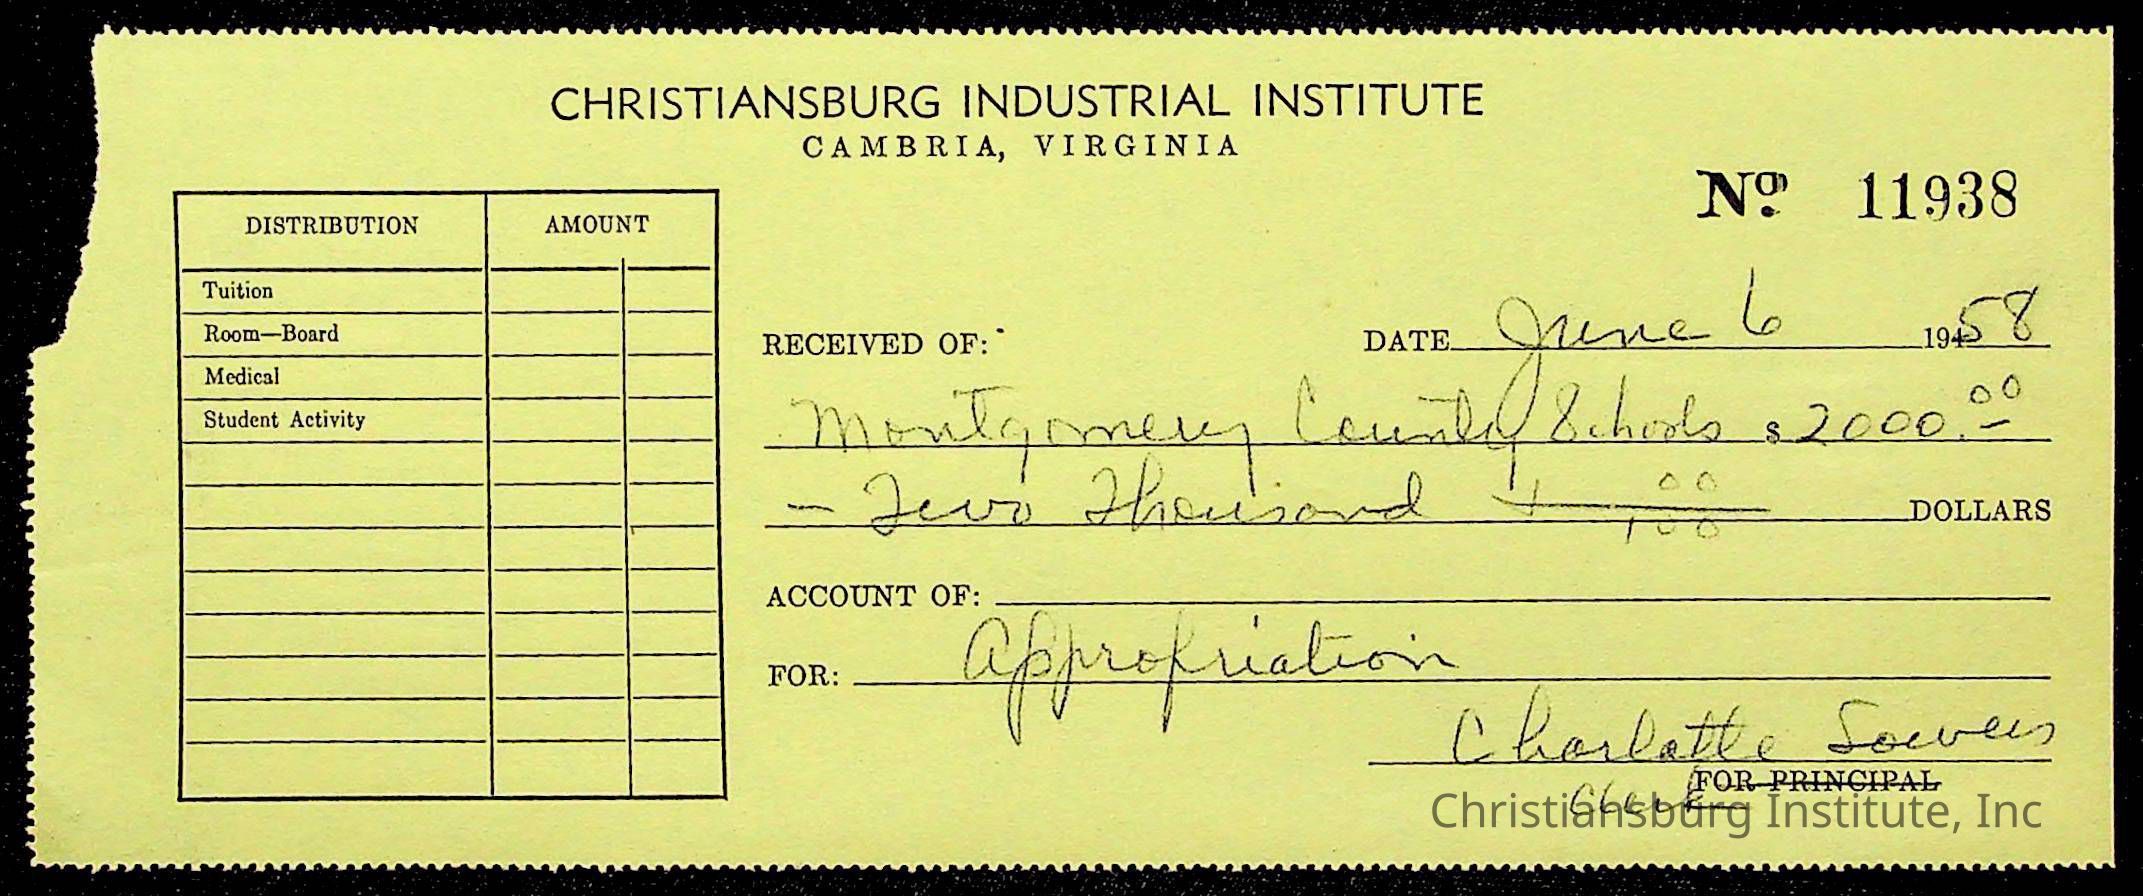 CHRISTIANSBURG INDUSTRIAL INSTITUTE
CAMBRIA, VIRGINIA
Nº 11938
DISTRIBUTION AMOUNT
Tuition
Room—Board
Medical
Student Activity
RECEIVED OF: DATE June 6 1958
Montgomery County Schools $2000.00
— Two Thousand + 00/100 DOLLARS
ACCOUNT OF:
FOR: Appropriation
Charlotte Sowers
FOR PRINCIPAL
Clerk
Christiansburg Institute, Inc